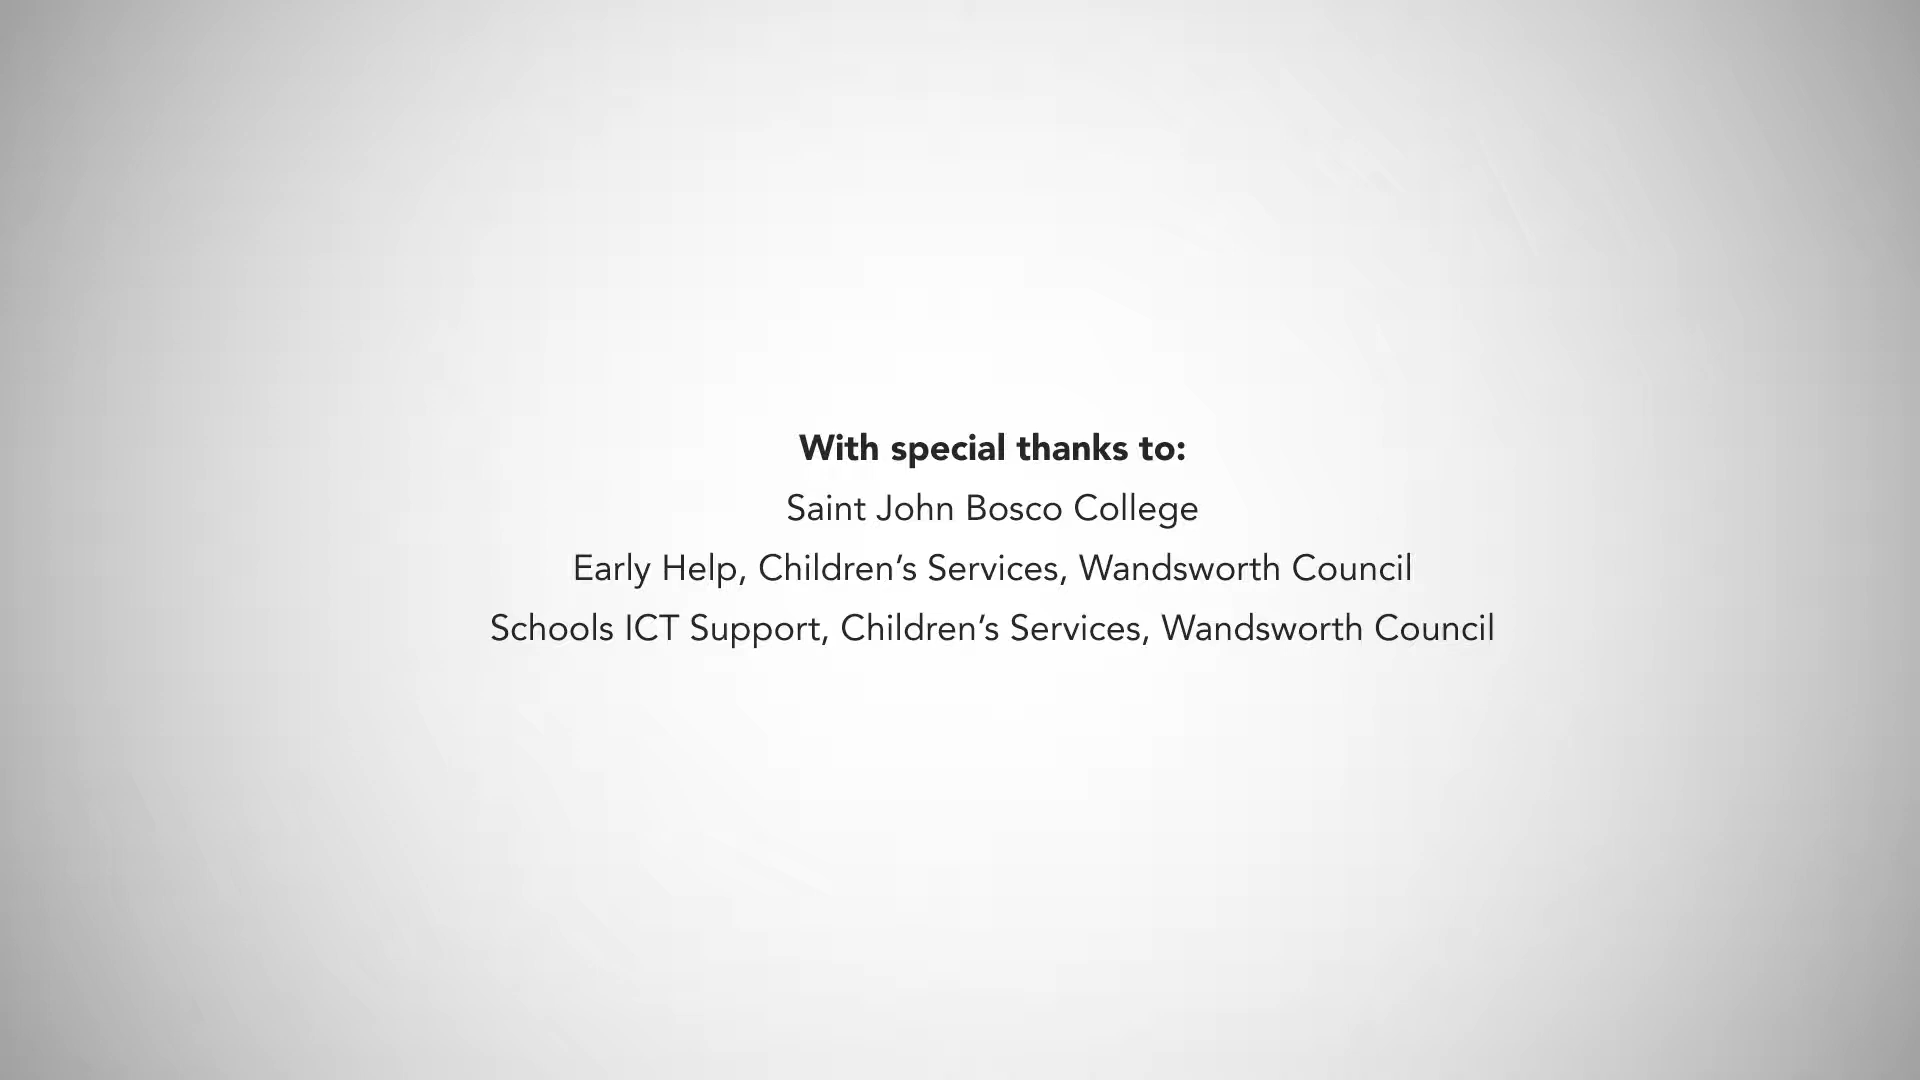 With special thanks to:
Saint John Bosco College
Early Help, Children’s Services, Wandsworth Council
Schools ICT Support, Children’s Services, Wandsworth Council